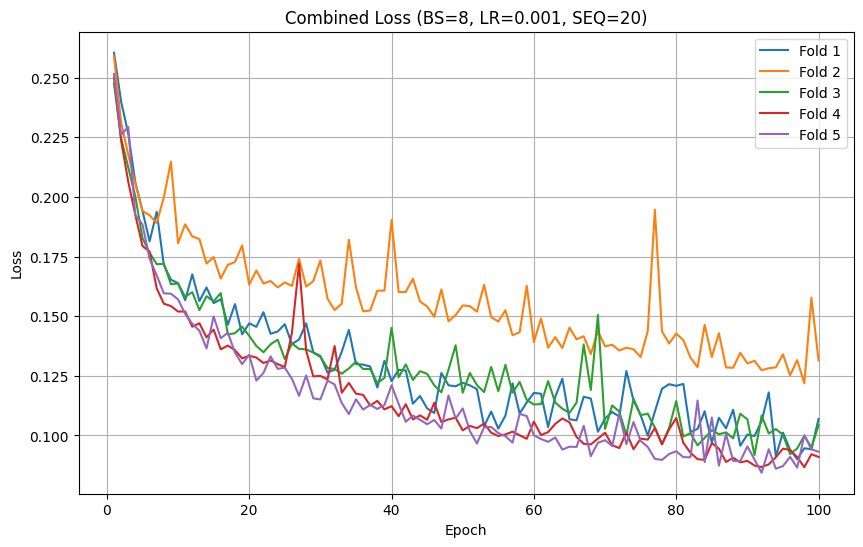 Combined Loss (BS=8, LR=0.001, SEQ=20)
Fold 1
Fold 2
Fold 3
Fold 4
Fold 5
Loss
0.250
0.225
0.200
0.175
0.150
0.125
0.100
0 20 40 60 80 100
Epoch